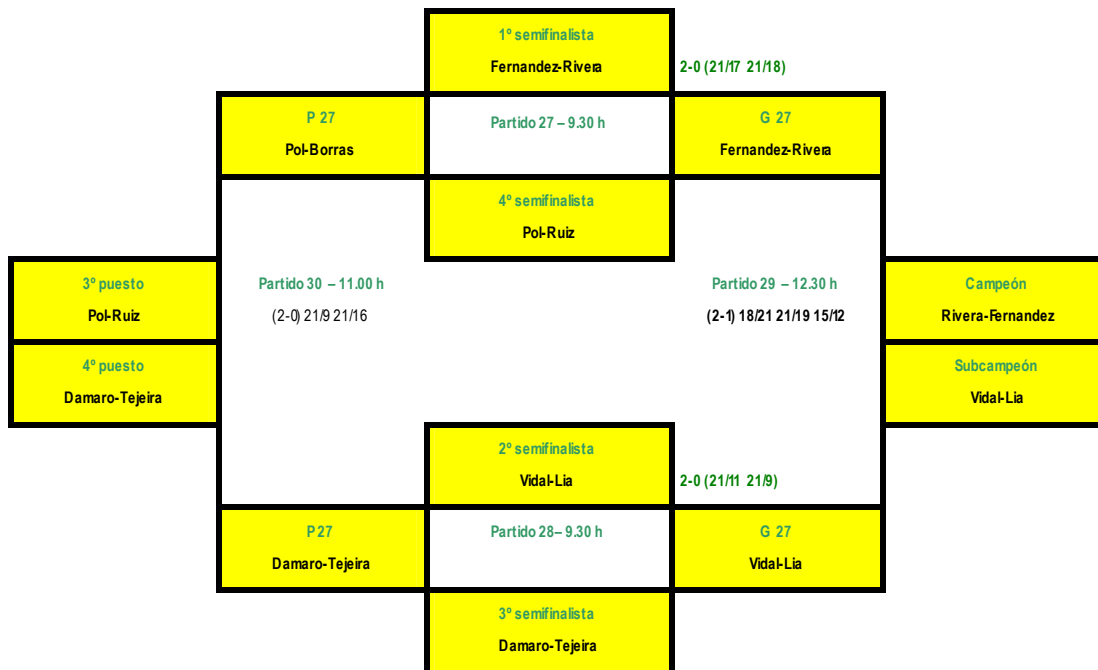 1º semifinalista
Fernandez-Rivera
2-0 (21/17 21/18)
P 27
Pol-Borras
Partido 27 – 9.30 h
G 27
Fernandez-Rivera
4º semifinalista
Pol-Ruiz
3º puesto
Pol-Ruiz
Partido 30 – 11.00 h
(2-0) 21/9 21/16
Partido 29 – 12.30 h
(2-1) 18/21 21/19 15/12
Campeón
Rivera-Fernandez
4º puesto
Damaro-Tejeira
Subcampeón
Vidal-Lia
2º semifinalista
Vidal-Lia
2-0 (21/11 21/9)
P 27
Damaro-Tejeira
Partido 28– 9.30 h
G 27
Vidal-Lia
3º semifinalista
Damaro-Tejeira